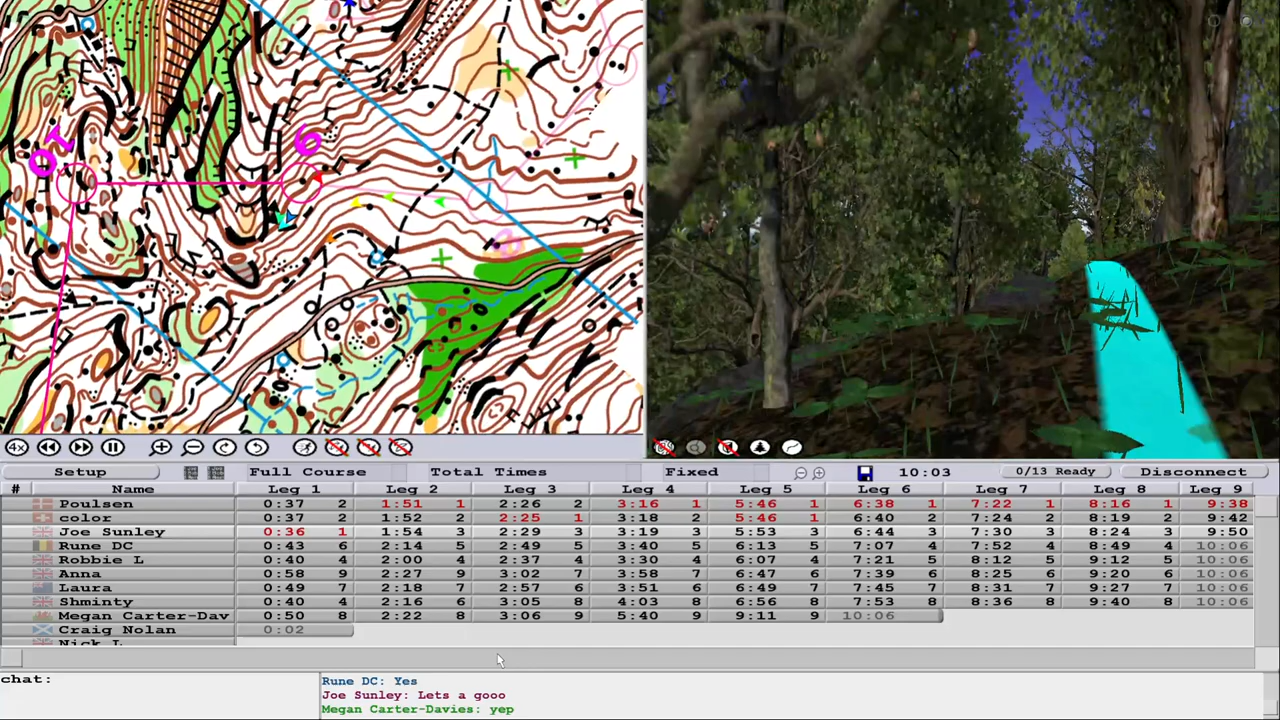 10
9
8
4x
Setup Full Course Total Times Fixed 10:03 0/13 Ready Disconnect
# Name Leg 1 Leg 2 Leg 3 Leg 4 Leg 5 Leg 6 Leg 7 Leg 8 Leg 9
Poulsen 0:37 2 1:51 1 2:26 2 3:16 1 5:46 1 6:38 1 7:22 1 8:16 1 9:38
color 0:37 2 1:52 2 2:25 1 3:18 2 5:46 1 6:40 2 7:24 2 8:19 2 9:42
Joe Sunley 0:36 1 1:54 3 2:29 3 3:19 3 5:53 3 6:44 3 7:30 3 8:24 3 9:50
Rune DC 0:43 6 2:14 5 2:49 5 3:40 5 6:13 5 7:07 4 7:52 4 8:49 4 10:06
Robbie L 0:40 4 2:00 4 2:37 4 3:30 4 6:07 4 7:21 5 8:12 5 9:12 5 10:06
Anna 0:58 9 2:27 9 3:02 7 3:58 7 6:47 6 7:39 6 8:25 6 9:20 6 10:06
Laura 0:49 7 2:18 7 2:57 6 3:51 6 6:49 7 7:45 7 8:31 7 9:27 7 10:06
Shminty 0:40 4 2:16 6 3:05 8 4:03 8 6:56 8 7:53 8 8:36 8 9:40 8 10:06
Megan Carter-Dav 0:50 8 2:22 8 3:06 9 5:40 9 9:11 9 10:06
Craig Nolan 0:02
Nick L
chat:
Rune DC: Yes
Joe Sunley: Lets a gooo
Megan Carter-Davies: yep